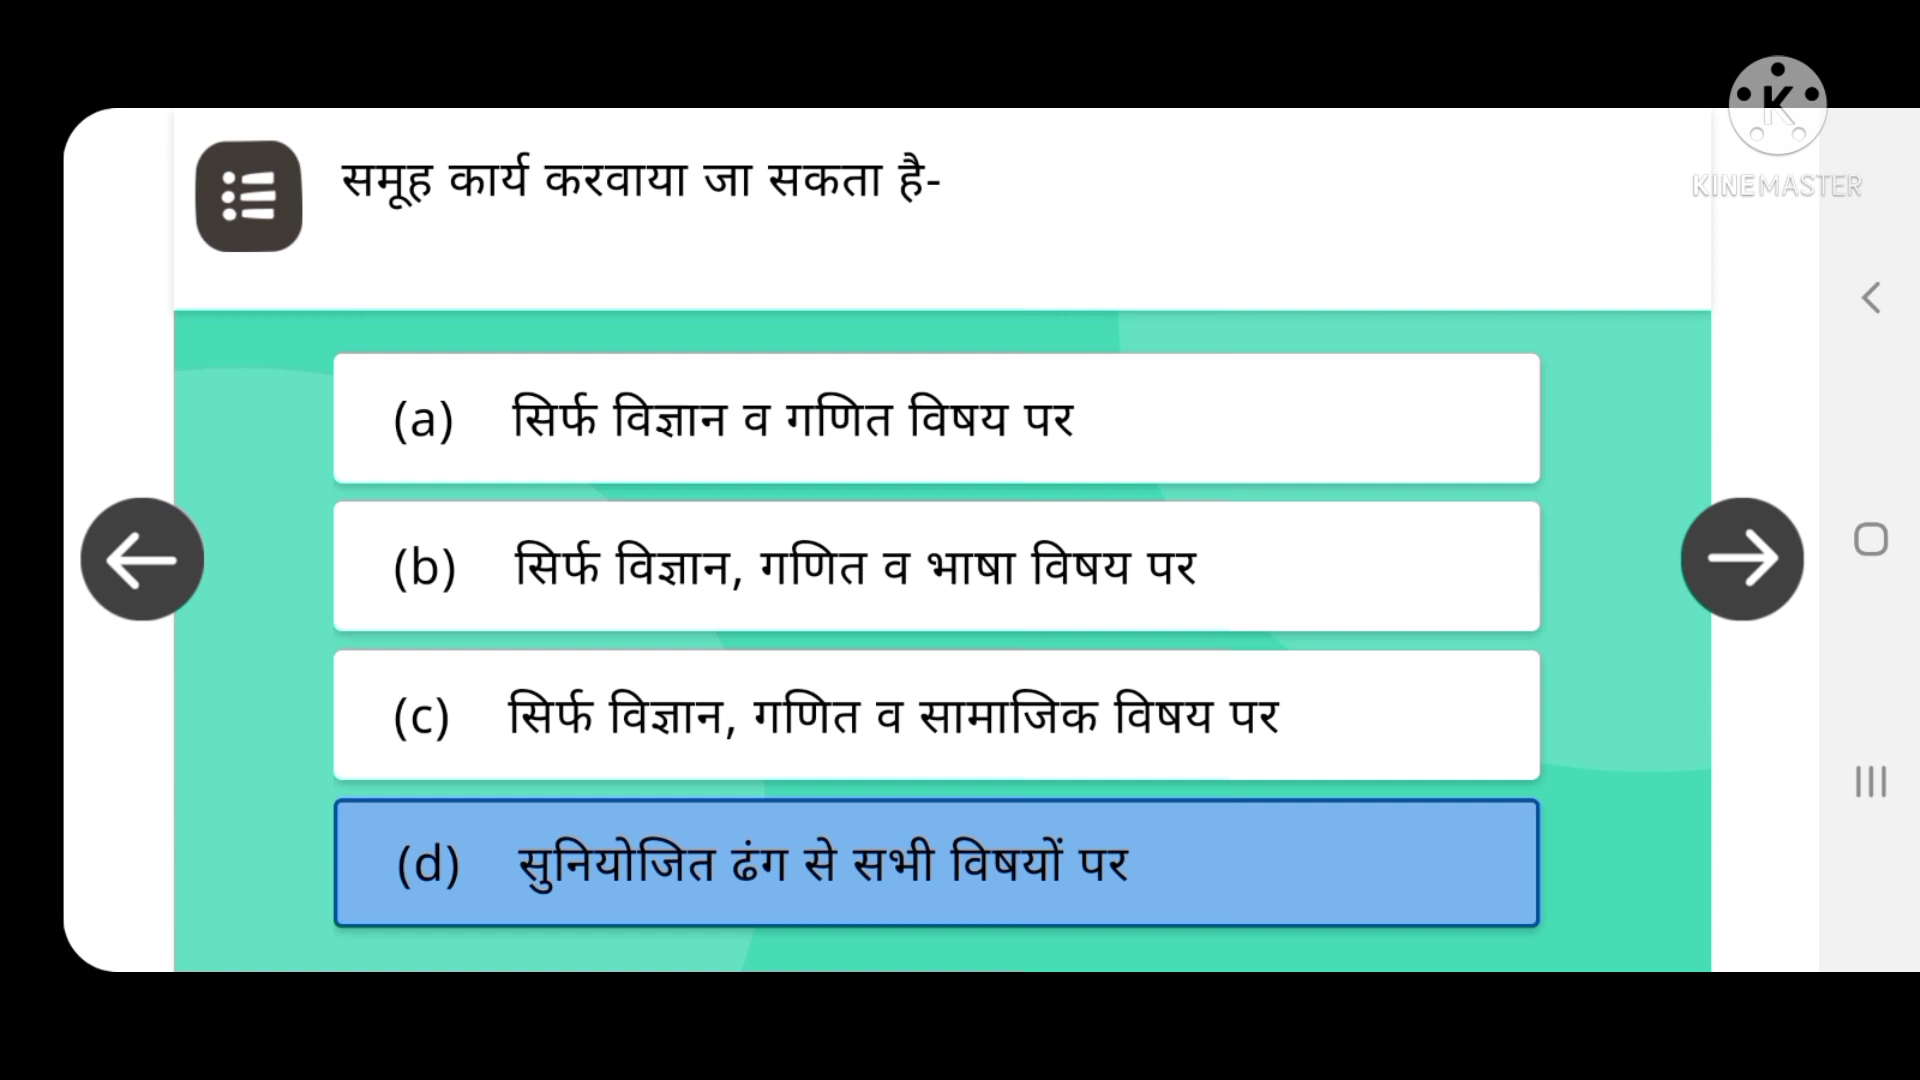 समूह कार्य करवाया जा सकता है-
(a) सिर्फ विज्ञान व गणित विषय पर
(b) सिर्फ विज्ञान, गणित व भाषा विषय पर
(c) सिर्फ विज्ञान, गणित व सामाजिक विषय पर
(d) सुनियोजित ढंग से सभी विषयों पर
K
KINEMASTER